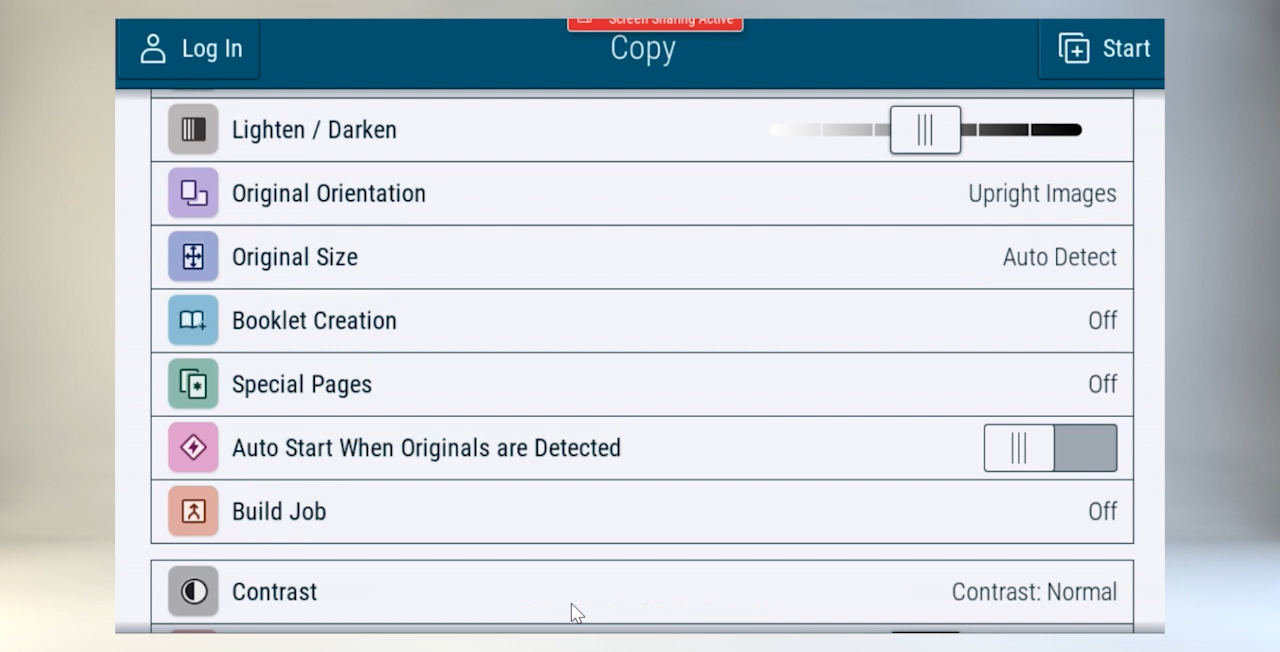 Screen Sharing Active
Log In
Copy
Start
Lighten / Darken
Original Orientation Upright Images
Original Size Auto Detect
Booklet Creation Off
Special Pages Off
Auto Start When Originals are Detected
Build Job Off
Contrast Contrast: Normal